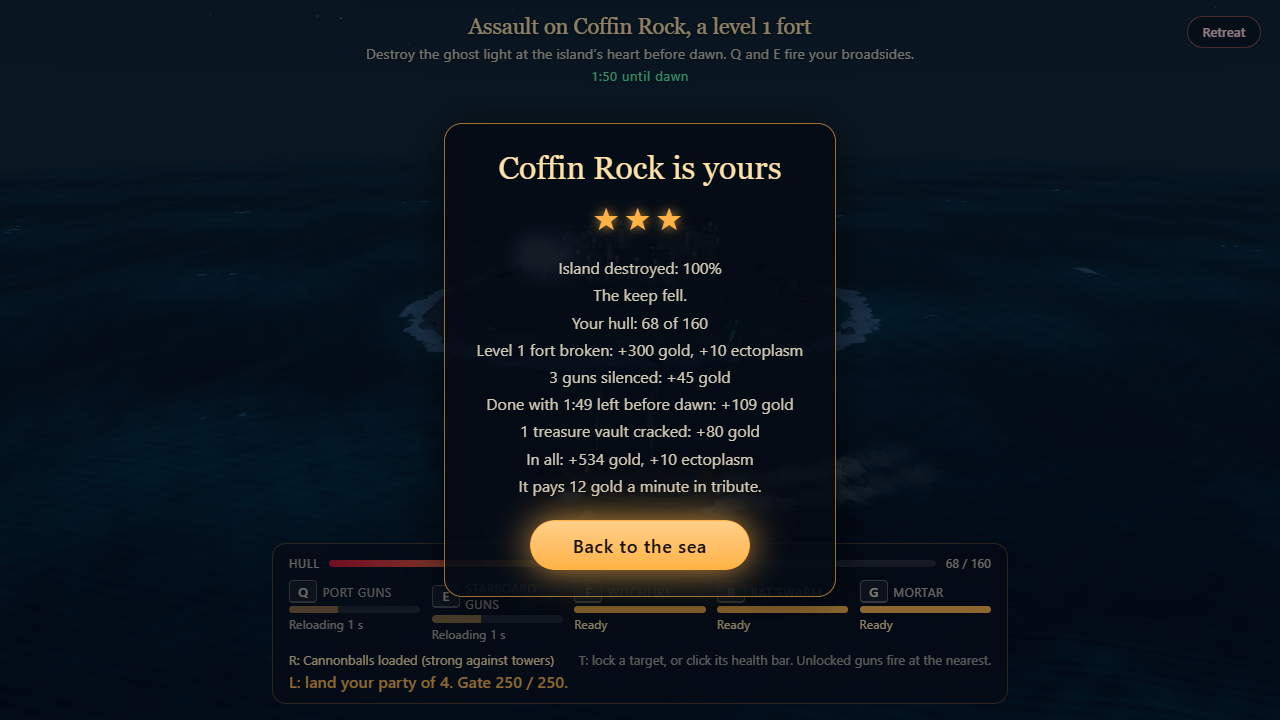 Assault on Coffin Rock, a level 1 fort
Destroy the ghost light at the island's heart before dawn. Q and E fire your broadsides.
1:50 until dawn
Retreat
Coffin Rock is yours
★★★
Island destroyed: 100%
The keep fell.
Your hull: 68 of 160
Level 1 fort broken: +300 gold, +10 ectoplasm
3 guns silenced: +45 gold
Done with 1:49 left before dawn: +109 gold
1 treasure vault cracked: +80 gold
In all: +534 gold, +10 ectoplasm
It pays 12 gold a minute in tribute.
Back to the sea
HULL
68 / 160
Q PORT GUNS
Reloading 1 s
E STARBOARD GUNS
Reloading 1 s
F WITCHFIRE
Ready
BAT SWARM
Ready
G MORTAR
Ready
R: Cannonballs loaded (strong against towers)
T: lock a target, or click its health bar. Unlocked guns fire at the nearest.
L: land your party of 4. Gate 250 / 250.